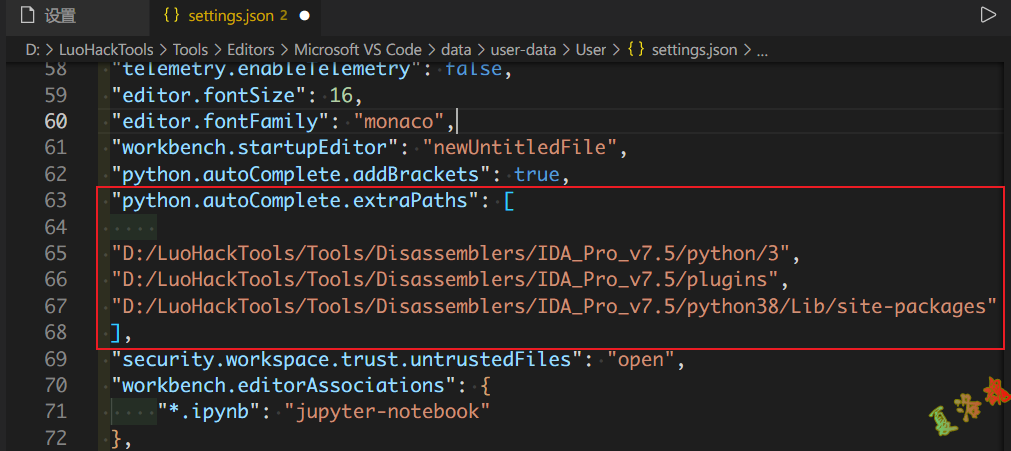 设置
{} settings.json 2
D: > LuoHackTools > Tools > Editors > Microsoft VS Code > data > user-data > User > {} settings.json > ...
58 "telemetry.enableTelemetry": false,
59 "editor.fontSize": 16,
60 "editor.fontFamily": "monaco",
61 "workbench.startupEditor": "newUntitledFile",
62 "python.autoComplete.addBrackets": true,
63 "python.autoComplete.extraPaths": [
64
65 "D:/LuoHackTools/Tools/Disassemblers/IDA_Pro_v7.5/python/3",
66 "D:/LuoHackTools/Tools/Disassemblers/IDA_Pro_v7.5/plugins",
67 "D:/LuoHackTools/Tools/Disassemblers/IDA_Pro_v7.5/python38/Lib/site-packages"
68 ],
69 "security.workspace.trust.untrustedFiles": "open",
70 "workbench.editorAssociations": {
71 "*.ipynb": "jupyter-notebook"
72 },
夏洛